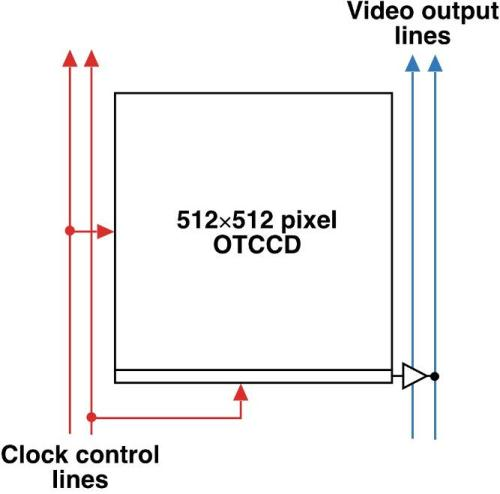 Video output
lines
512×512 pixel
OTCCD
Clock control
lines